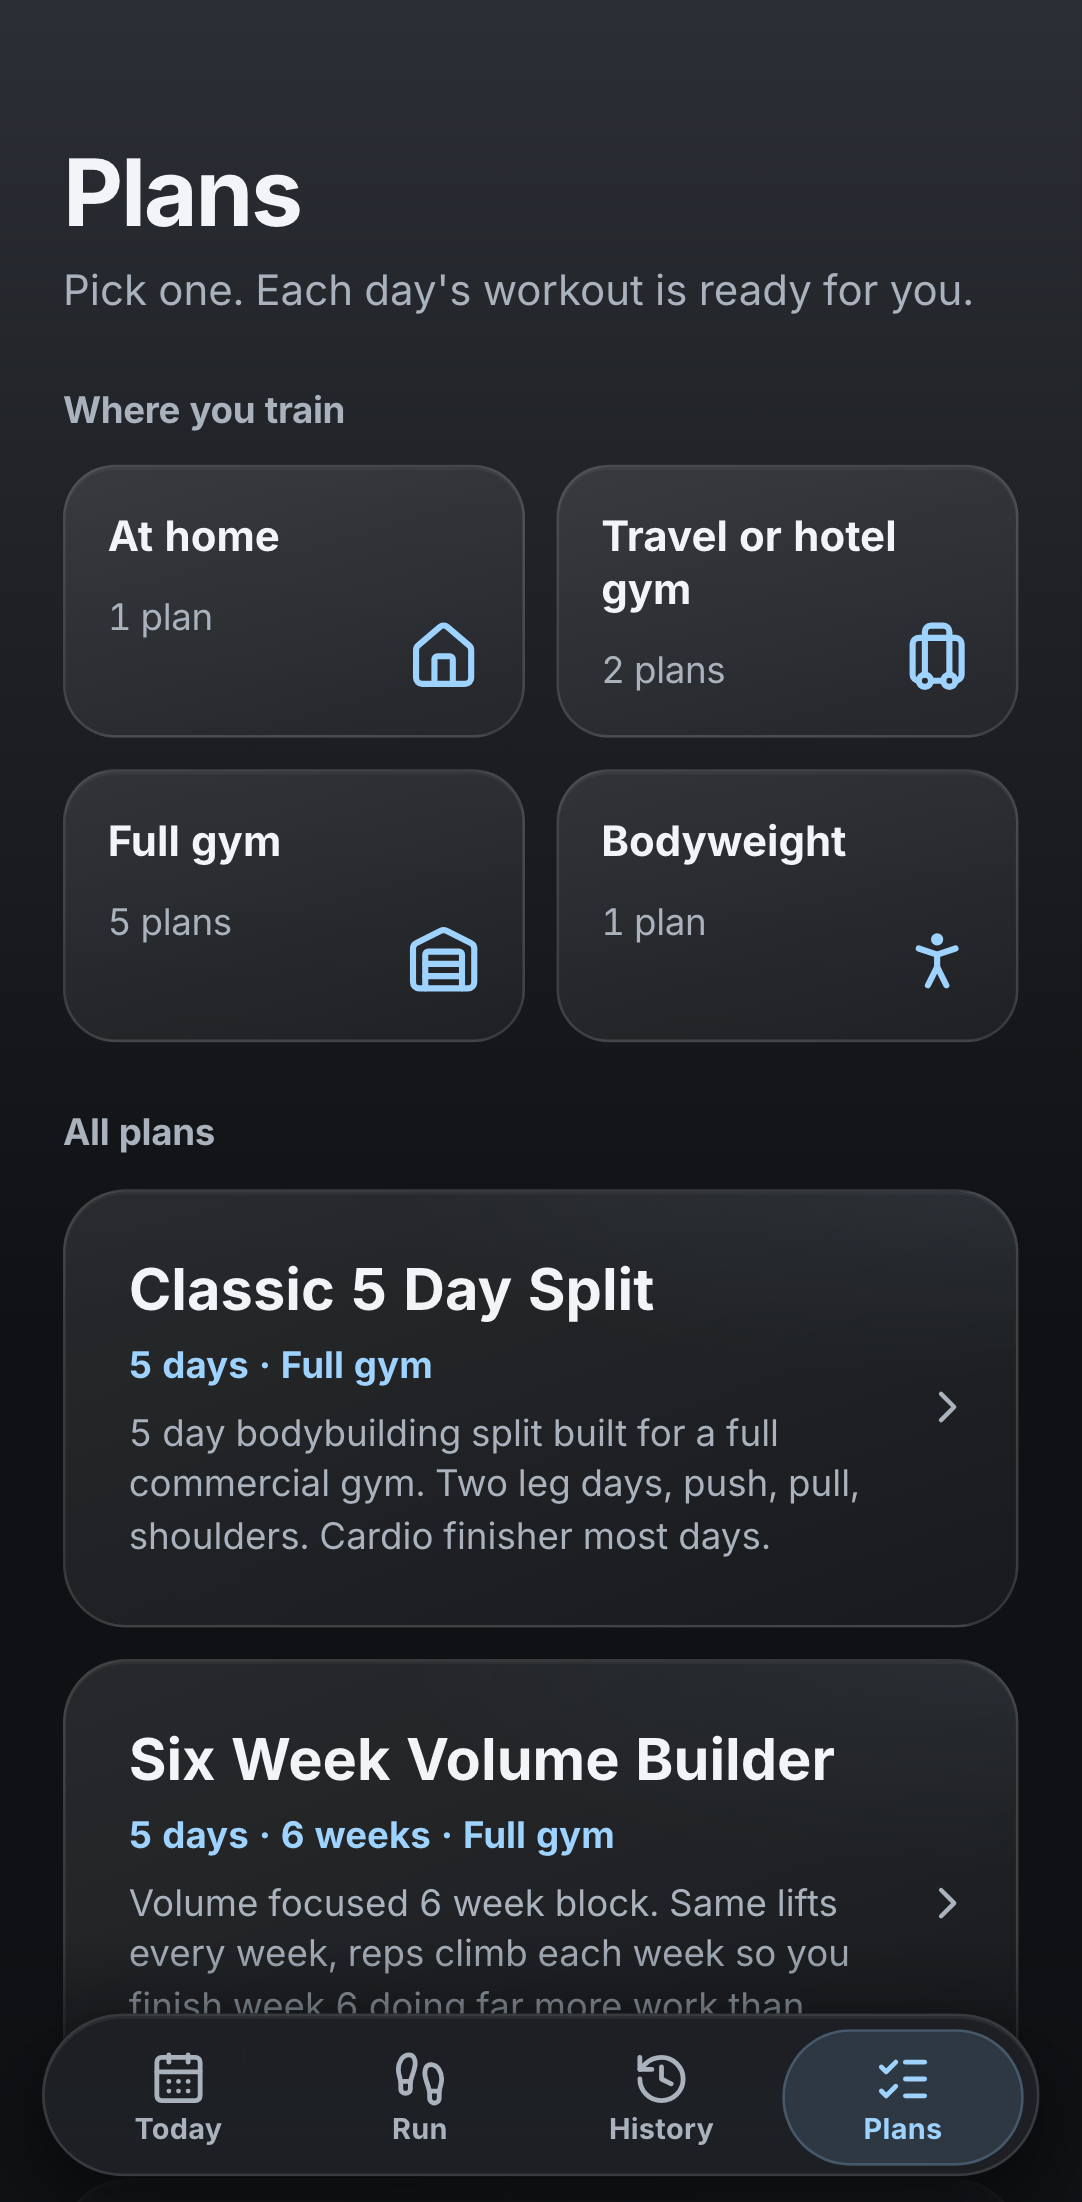 Plans
Pick one. Each day's workout is ready for you.
Where you train
At home
1 plan
Travel or hotel
gym
2 plans
Full gym
5 plans
Bodyweight
1 plan
All plans
Classic 5 Day Split
5 days · Full gym
5 day bodybuilding split built for a full
commercial gym. Two leg days, push, pull,
shoulders. Cardio finisher most days.
Six Week Volume Builder
5 days · 6 weeks · Full gym
Volume focused 6 week block. Same lifts
every week, reps climb each week so you
finish week 6 doing far more work than
Today
Run
History
Plans